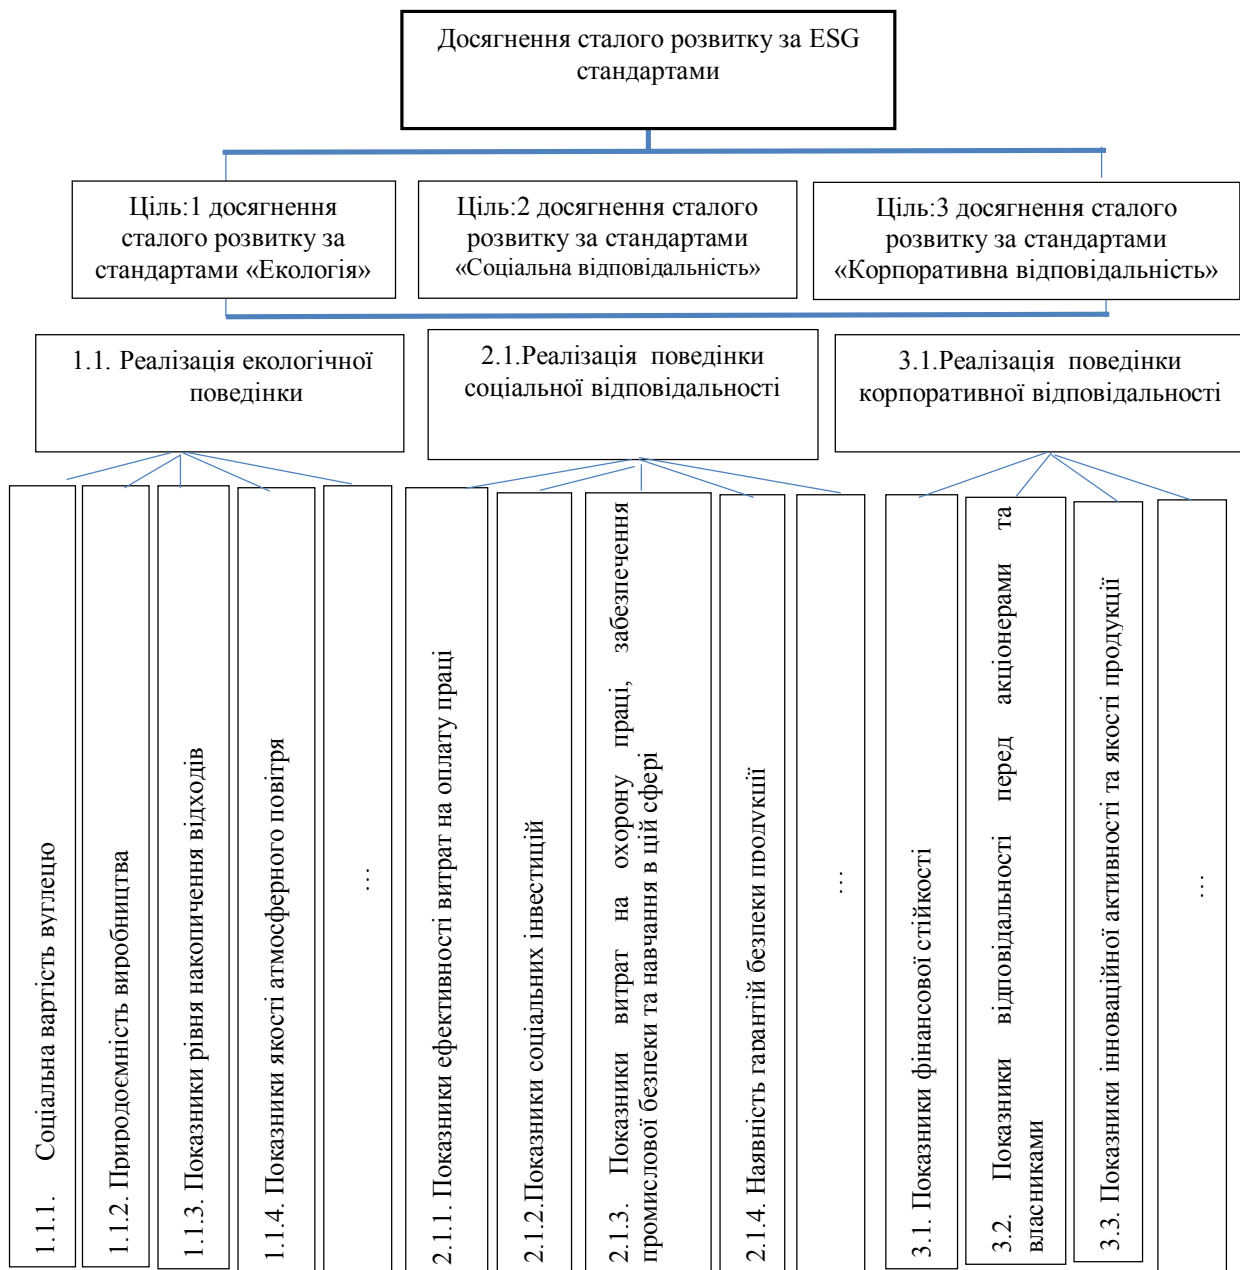 Досягнення сталого розвитку за ESG
стандартами
Ціль:1 досягнення
сталого розвитку за
стандартами «Екологія»
Ціль:2 досягнення сталого
розвитку за стандартами
«Соціальна відповідальність»
Ціль:3 досягнення сталого
розвитку за стандартами
«Корпоративна відповідальність»
1.1. Реалізація екологічної
поведінки
2.1.Реалізація поведінки
соціальної відповідальності
3.1.Реалізація поведінки
корпоративної відповідальності
1.1.1. Соціальна вартість вуглецю
1.1.2. Природоємність виробництва
1.1.3. Показники рівня накопичення відходів
1.1.4. Показники якості атмосферного повітря
…
2.1.1. Показники ефективності витрат на оплату праці
2.1.2.Показники соціальних інвестицій
2.1.3. Показники витрат на охорону праці, забезпечення
промислової безпеки та навчання в цій сфері
2.1.4. Наявність гарантій безпеки продукції
…
3.1. Показники фінансової стійкості
3.2. Показники відповідальності перед акціонерами та
власниками
3.3. Показники інноваційної активності та якості продукції
…